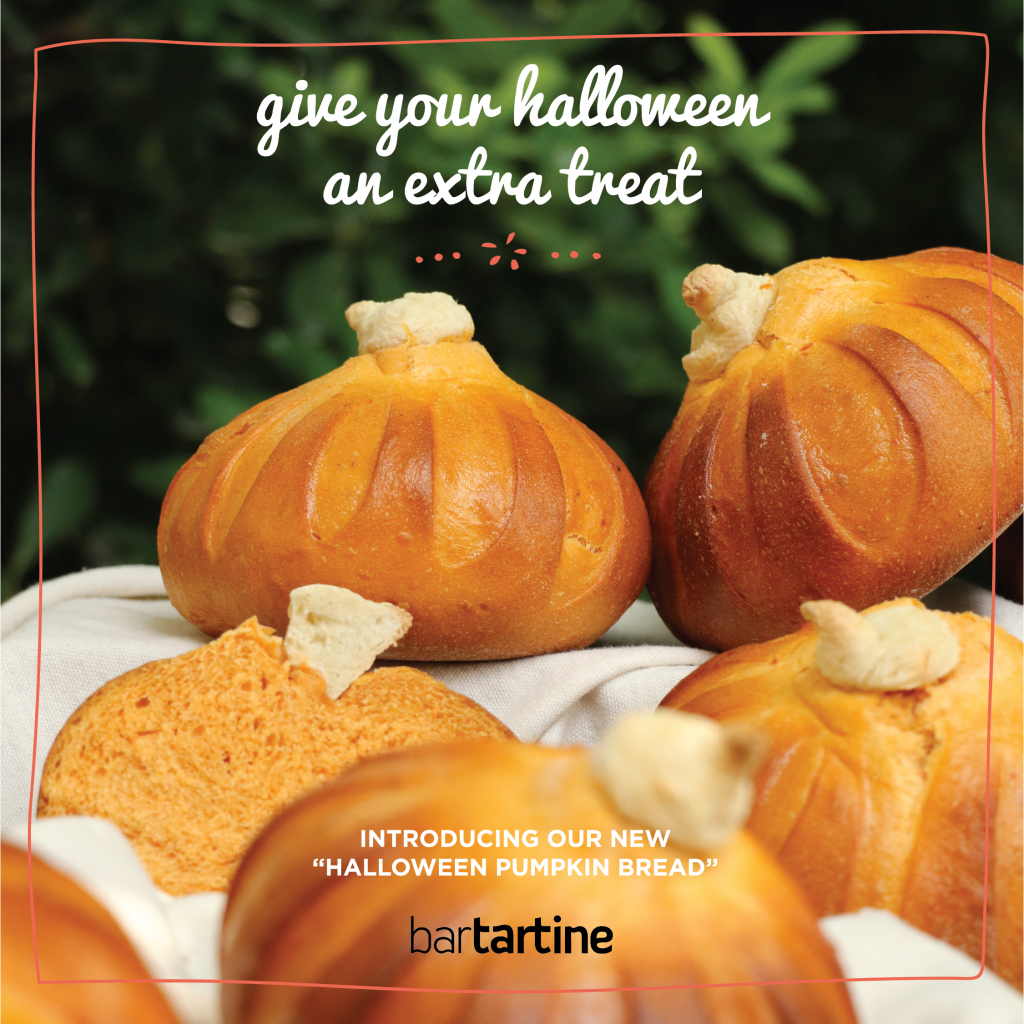 give your halloween
an extra treat
INTRODUCING OUR NEW
“HALLOWEEN PUMPKIN BREAD”
bartartine